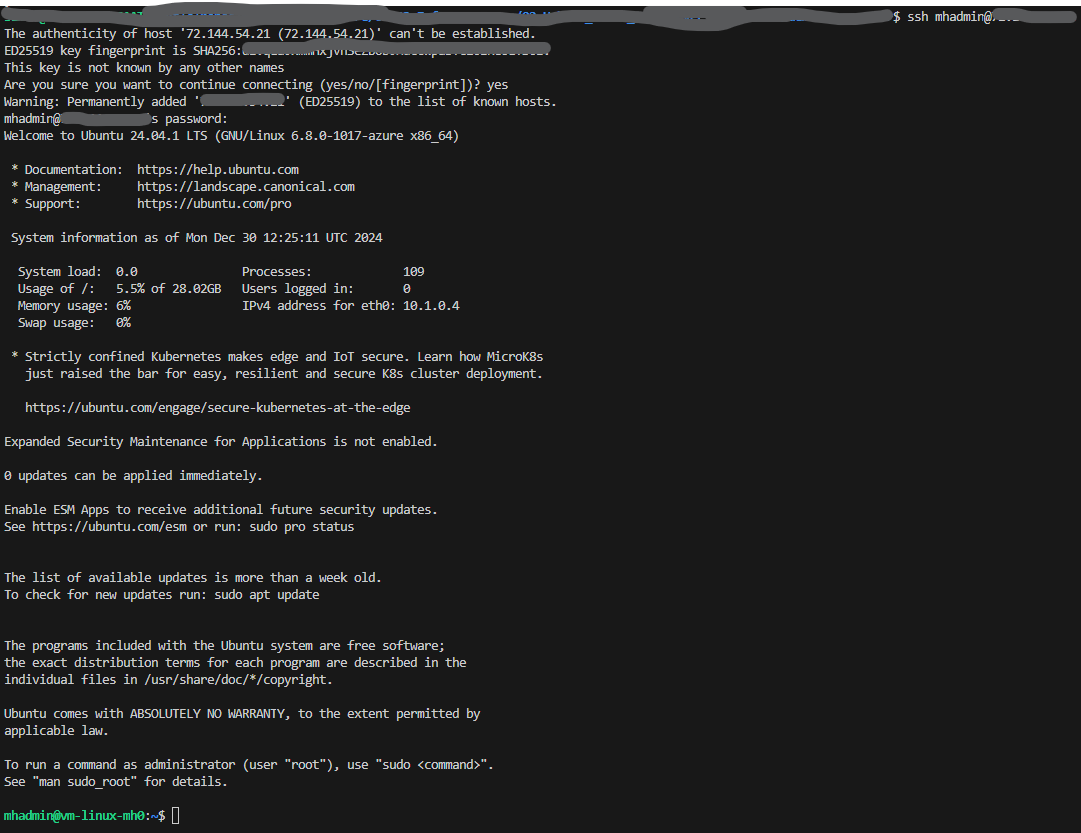 $ ssh mhadmin@
The authenticity of host '72.144.54.21 (72.144.54.21)' can't be established.
ED25519 key fingerprint is SHA256:
This key is not known by any other names
Are you sure you want to continue connecting (yes/no/[fingerprint])? yes
Warning: Permanently added '' (ED25519) to the list of known hosts.
mhadmin@s password:
Welcome to Ubuntu 24.04.1 LTS (GNU/Linux 6.8.0-1017-azure x86_64)
* Documentation: https://help.ubuntu.com
* Management: https://landscape.canonical.com
* Support: https://ubuntu.com/pro
System information as of Mon Dec 30 12:25:11 UTC 2024
System load: 0.0 Processes: 109
Usage of /: 5.5% of 28.02GB Users logged in: 0
Memory usage: 6% IPv4 address for eth0: 10.1.0.4
Swap usage: 0%
* Strictly confined Kubernetes makes edge and IoT secure. Learn how MicroK8s
just raised the bar for easy, resilient and secure K8s cluster deployment.
https://ubuntu.com/engage/secure-kubernetes-at-the-edge
Expanded Security Maintenance for Applications is not enabled.
0 updates can be applied immediately.
Enable ESM Apps to receive additional future security updates.
See https://ubuntu.com/esm or run: sudo pro status
The list of available updates is more than a week old.
To check for new updates run: sudo apt update
The programs included with the Ubuntu system are free software;
the exact distribution terms for each program are described in the
individual files in /usr/share/doc/*/copyright.
Ubuntu comes with ABSOLUTELY NO WARRANTY, to the extent permitted by
applicable law.
To run a command as administrator (user "root"), use "sudo <command>".
See "man sudo_root" for details.
mhadmin@vm-linux-mh0:~$